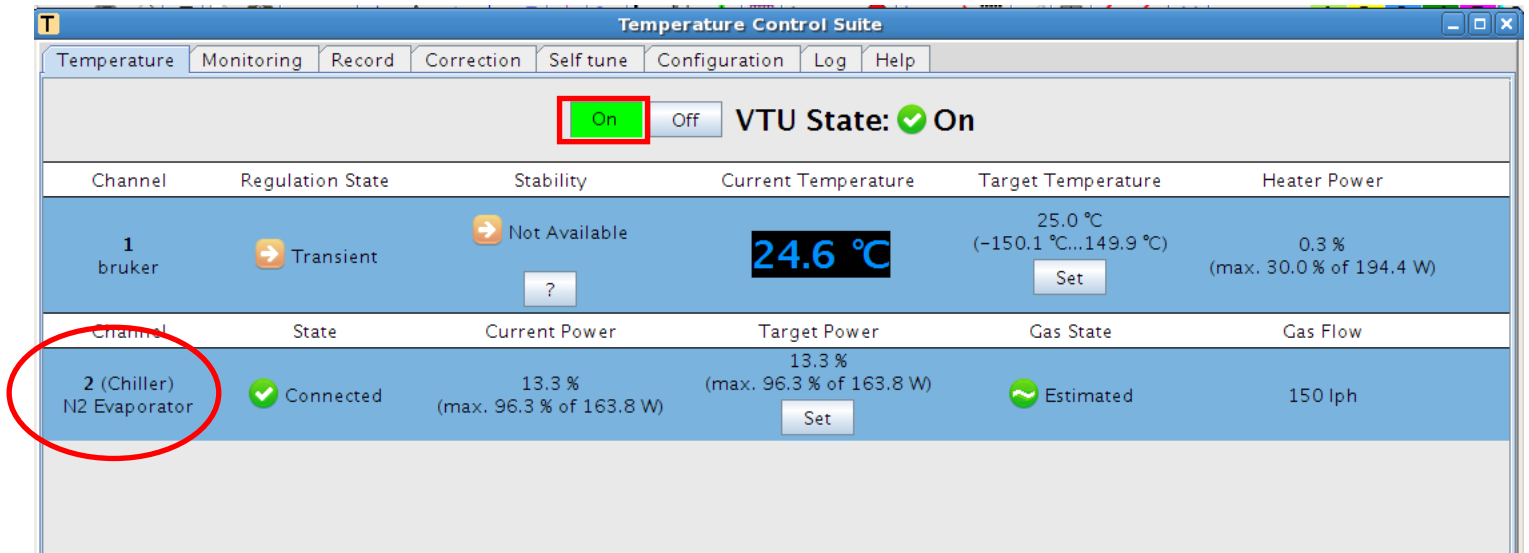 T Temperature Control Suite
Temperature Monitoring Record Correction Self tune Configuration Log Help
On Off VTU State: On
Channel Regulation State Stability Current Temperature Target Temperature Heater Power
1
bruker
Transient
Not Available
?
24.6 °C
25.0 °C
(-150.1 °C...149.9 °C)
Set
0.3 %
(max. 30.0 % of 194.4 W)
Channel State Current Power Target Power Gas State Gas Flow
2 (Chiller)
N2 Evaporator
Connected
13.3 %
(max. 96.3 % of 163.8 W)
13.3 %
(max. 96.3 % of 163.8 W)
Set
Estimated
150 lph